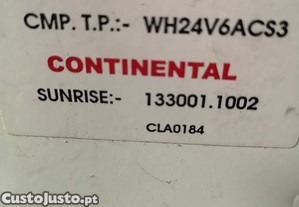 CMP. T.P.:- WH24V6ACS3
CONTINENTAL
SUNRISE:- 133001.1002
CLA0184
CustoJusto.pt